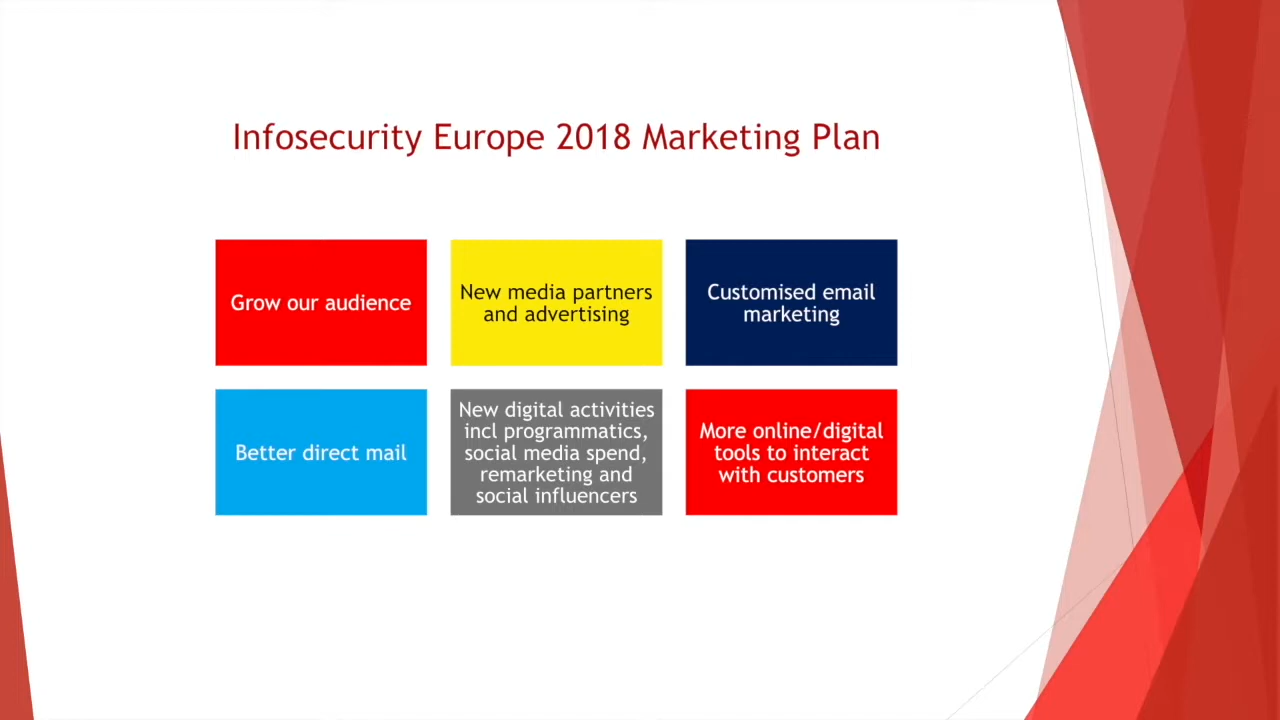 Infosecurity Europe 2018 Marketing Plan
Grow our audience
New media partners
and advertising
Customised email
marketing
Better direct mail
New digital activities
incl programmatics,
social media spend,
remarketing and
social influencers
More online/digital
tools to interact
with customers